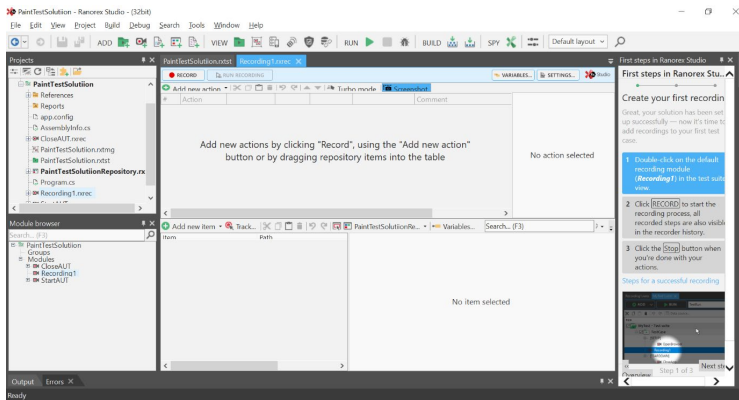 PaintTestSolution - Ranorex Studio - (32bit)
File Edit View Project Build Debug Search Tools Window Help
ADD VIEW RUN BUILD SPY Default layout
Projects
PaintTestSolutiion
References
Reports
app.config
AssemblyInfo.cs
CloseAUT.rxrec
PaintTestSolution.rxtmg
PaintTestSolution.rxtst
PaintTestSolutiionRepository.rx
Program.cs
Recording1.rxrec
StartAUT
Module browser
Search... (F3)
PaintTestSolutiion
Groups
Modules
CloseAUT
Recording1
StartAUT
PaintTestSolution.rxtst Recording1.rxrec
RECORD RUN RECORDING VARIABLES... SETTINGS... Studio
Add new action Turbo mode Screenshot
# Action Comment
Add new actions by clicking "Record", using the "Add new action"
button or by dragging repository items into the table
No action selected
Add new item Track... PaintTestSolutionRe... Variables... Search... (F3)
Item Path
No item selected
First steps in Ranorex Studio
First steps in Ranorex Stu..
Create your first recordin
Great, your solution has been set
up successfully — now it's time to
add recordings to your first test
case.
1 Double-click on the default
recording module
(Recording1) in the test suite
view.
2 Click RECORD to start the
recording process, all
recorded steps are also visible
in the recorder history.
3 Click the Stop button when
you're done with your
actions.
Steps for a successful recording
Step 1 of 3 Next ste
Overview
Output Errors
Ready